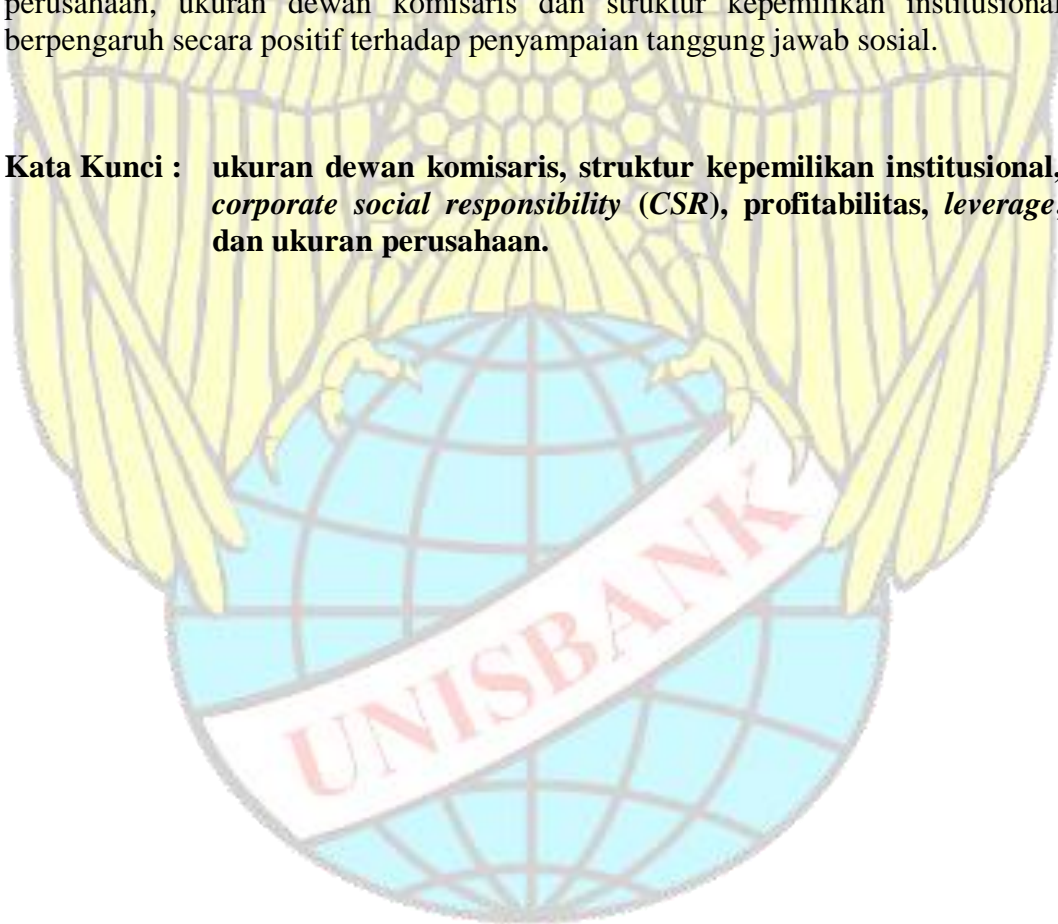 perusahaan, ukuran dewan komisaris dan struktur kepemilikan institusional
berpengaruh secara positif terhadap penyampaian tanggung jawab sosial.
Kata Kunci : ukuran dewan komisaris, struktur kepemilikan institusional,
corporate social responsibility (CSR), profitabilitas, leverage,
dan ukuran perusahaan.
UNISBANK